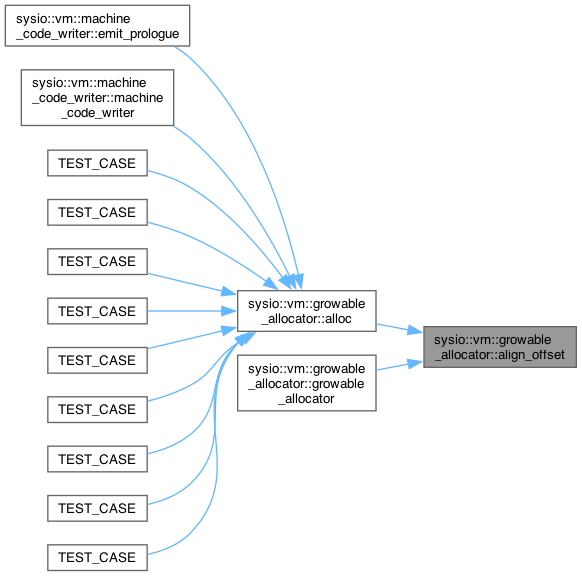 sysio::vm::machine
_code_writer::emit_prologue
sysio::vm::machine
_code_writer::machine
_code_writer
TEST_CASE
TEST_CASE
TEST_CASE
TEST_CASE
TEST_CASE
TEST_CASE
TEST_CASE
TEST_CASE
TEST_CASE
sysio::vm::growable
_allocator::alloc
sysio::vm::growable
_allocator::growable
_allocator
sysio::vm::growable
_allocator::align_offset